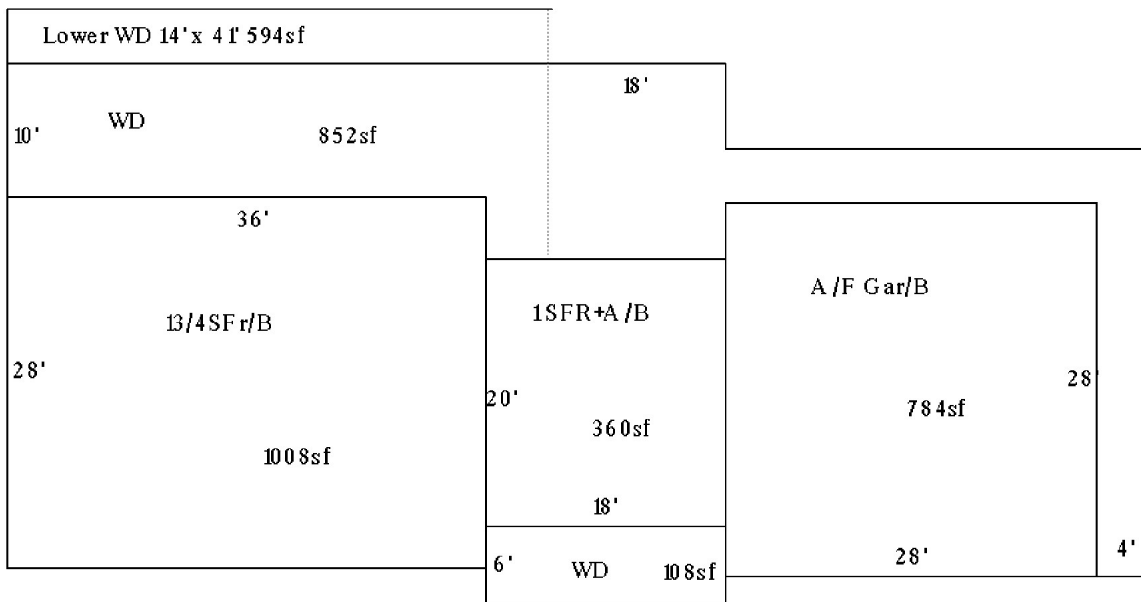 Lower WD 14'x 41' 594sf
18'
10'
WD
852sf
36'
A/F Gar/B
1SFR+A/B
13/4SFr/B
28'
28'
20'
784sf
360sf
1008sf
18'
4'
28'
6'
WD
108sf